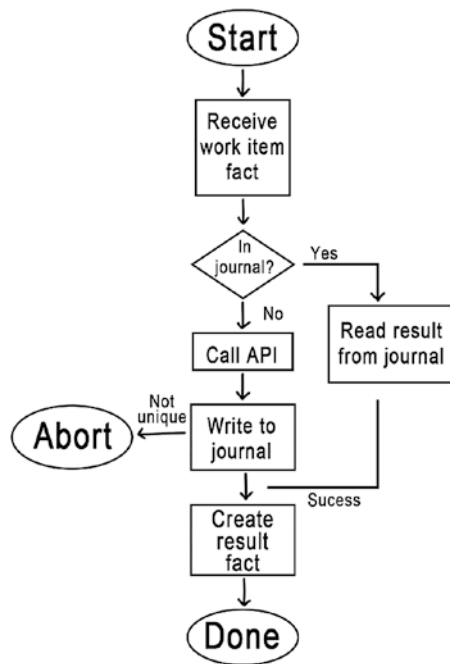 Start
Receive
work item
fact
In
journal?
Yes
No
Read result
from journal
Call API
Not
unique
Abort
Write to
journal
Sucess
Create
result
fact
Done